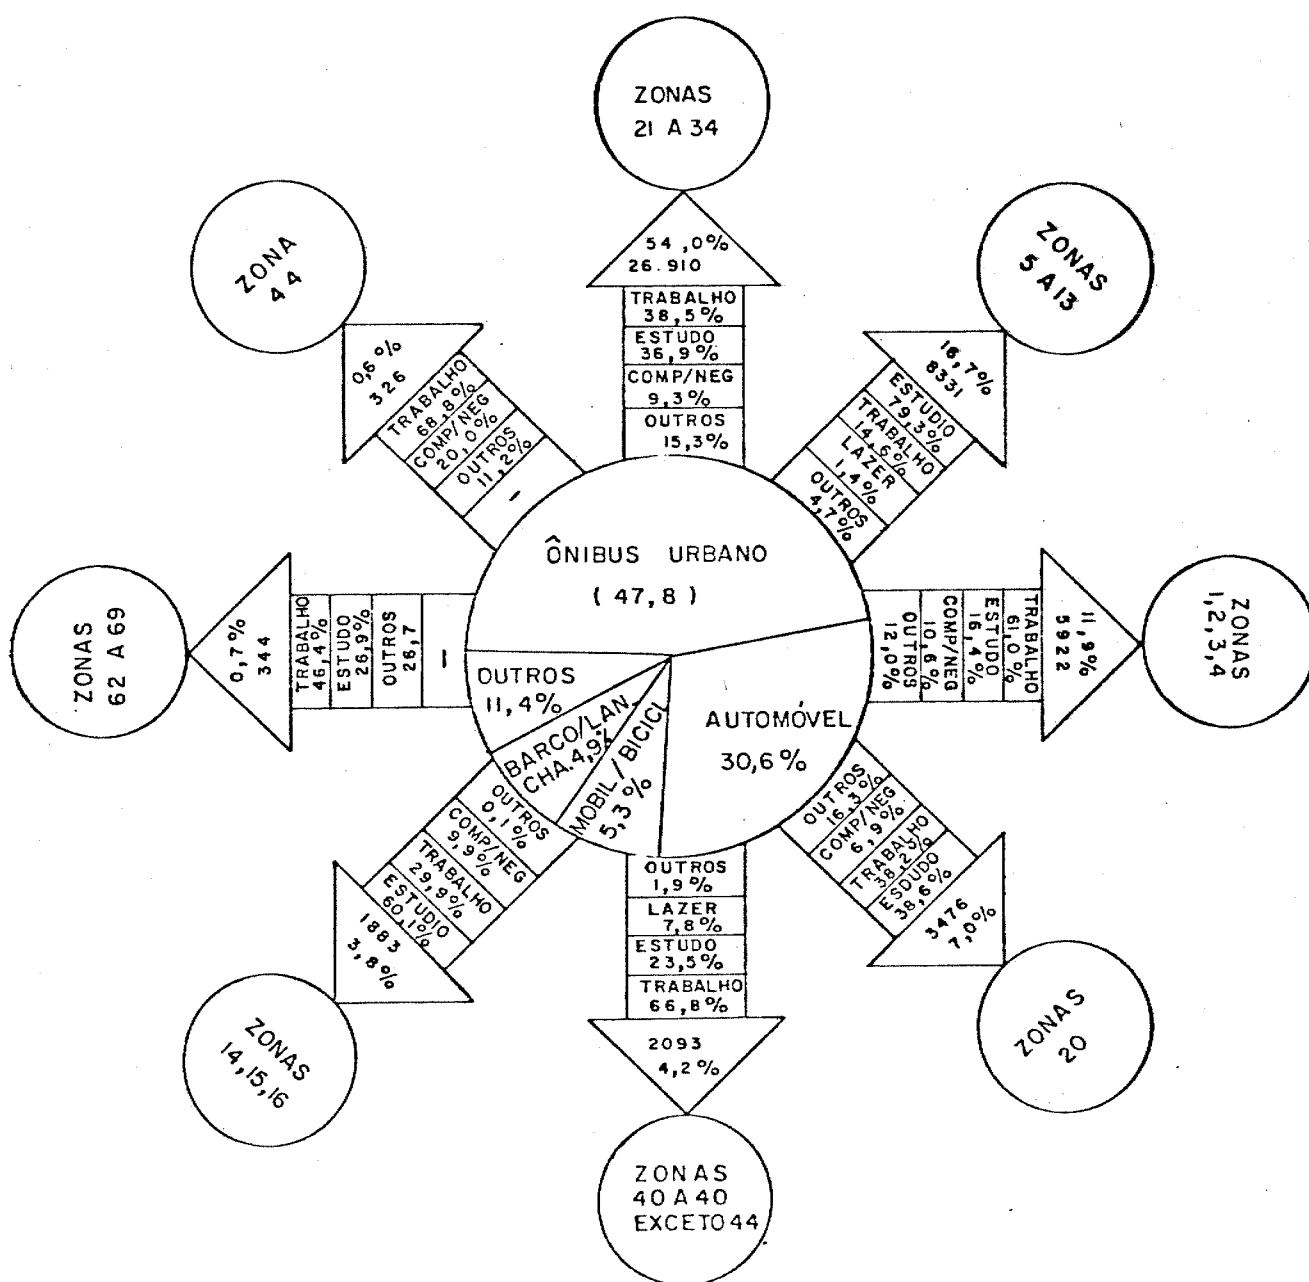 ZONAS
21 A 34
54,0%
26.910
TRABALHO
38,5%
ESTUDO
36,9%
COMP/NEG
9,3%
OUTROS
15,3%
ZONAS
5 A 13
16,7%
8331
ESTUDIO
79,3%
TRABALHO
14,6%
LAZER
1,4%
OUTROS
4,7%
ZONAS
1,2,3,4
11,9%
5922
TRABALHO
61,0%
ESTUDO
16,4%
COMP/NEG
10,6%
OUTROS
12,0%
OUTROS
16,3%
COMP/NEG
6,9%
TRABALHO
38,2%
ESDUDO
38,6%
3476
7,0%
ZONAS
20
OUTROS
1,9%
LAZER
7,8%
ESTUDO
23,5%
TRABALHO
66,8%
2093
4,2%
ZONAS
40 A 40
EXCETO 44
OUTROS
0,1%
COMP/NEG
9,9%
TRABALHO
29,9%
ESTUDIO
60,1%
1883
3,8%
ZONAS
14,15,16
ZONAS
62 A 69
0,7%
344
TRABALHO
46,4%
ESTUDO
26,9%
OUTROS
26,7
–
ZONA
44
0,6%
326
TRABALHO
68,8%
COMP/NEG
20,0%
OUTROS
11,2%
–
ÔNIBUS URBANO
( 47,8 )
AUTOMÓVEL
30,6%
MOBIL/BICICL
5,3%
BARCO/LAN-
CHA.4,9%
OUTROS
11,4%